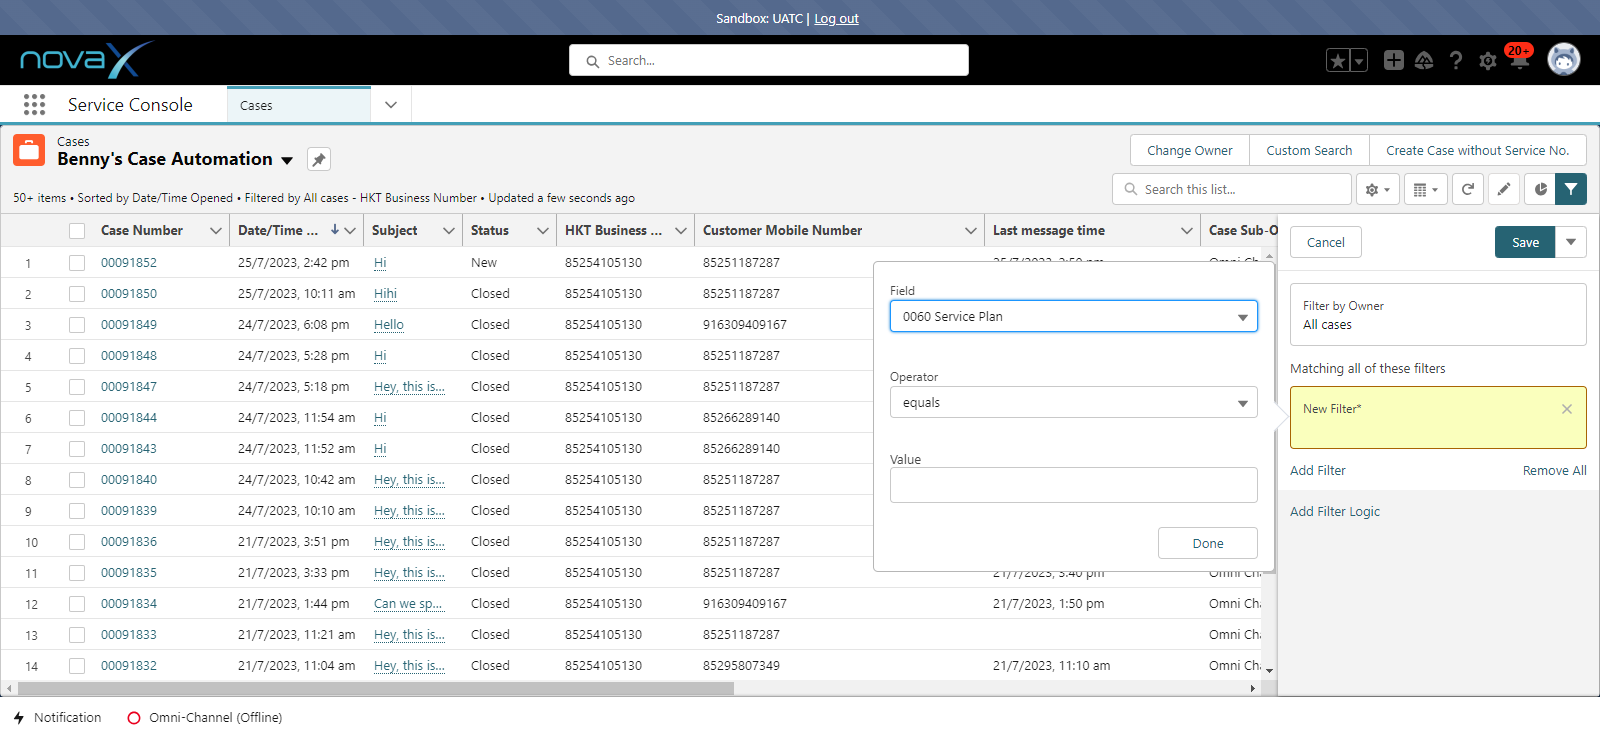 Sandbox: UATC | Log out
novaX
Search...
20+
Service Console
Cases
Cases
Benny's Case Automation
Change Owner
Custom Search
Create Case without Service No.
50+ items • Sorted by Date/Time Opened • Filtered by All cases - HKT Business Number • Updated a few seconds ago
Search this list...
Case Number Date/Time ... Subject Status HKT Business ... Customer Mobile Number Last message time Case Sub-O
1 00091852 25/7/2023, 2:42 pm Hi New 85254105130 85251187287
2 00091850 25/7/2023, 10:11 am Hihi Closed 85254105130 85251187287
3 00091849 24/7/2023, 6:08 pm Hello Closed 85254105130 916309409167
4 00091848 24/7/2023, 5:28 pm Hi Closed 85254105130 85251187287
5 00091847 24/7/2023, 5:18 pm Hey, this is... Closed 85254105130 85251187287
6 00091844 24/7/2023, 11:54 am Hi Closed 85254105130 85266289140
7 00091843 24/7/2023, 11:52 am Hi Closed 85254105130 85266289140
8 00091840 24/7/2023, 10:42 am Hey, this is... Closed 85254105130 85251187287
9 00091839 24/7/2023, 10:10 am Hey, this is... Closed 85254105130 85251187287
10 00091836 21/7/2023, 3:51 pm Hey, this is... Closed 85254105130 85251187287
11 00091835 21/7/2023, 3:33 pm Hey, this is... Closed 85254105130 85251187287 21/7/2023, 3:40 pm Omni Cha
12 00091834 21/7/2023, 1:44 pm Can we sp... Closed 85254105130 916309409167 21/7/2023, 1:50 pm Omni Cha
13 00091833 21/7/2023, 11:21 am Hey, this is... Closed 85254105130 85251187287 Omni Cha
14 00091832 21/7/2023, 11:04 am Hey, this is... Closed 85254105130 85295807349 21/7/2023, 11:10 am Omni Cha
Field
0060 Service Plan
Operator
equals
Value
Done
Cancel
Save
Filter by Owner
All cases
Matching all of these filters
New Filter*
Add Filter
Remove All
Add Filter Logic
Notification
Omni-Channel (Offline)